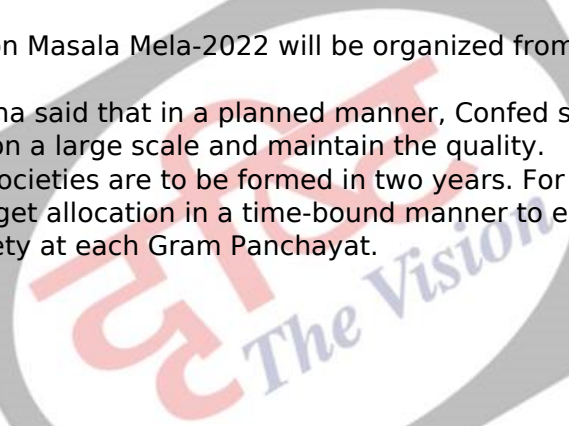 on Masala Mela-2022 will be organized from
na said that in a planned manner, Confed s
on a large scale and maintain the quality.
ocieties are to be formed in two years. For
get allocation in a time-bound manner to e
ety at each Gram Panchayat.
दृष्टि
The Vision